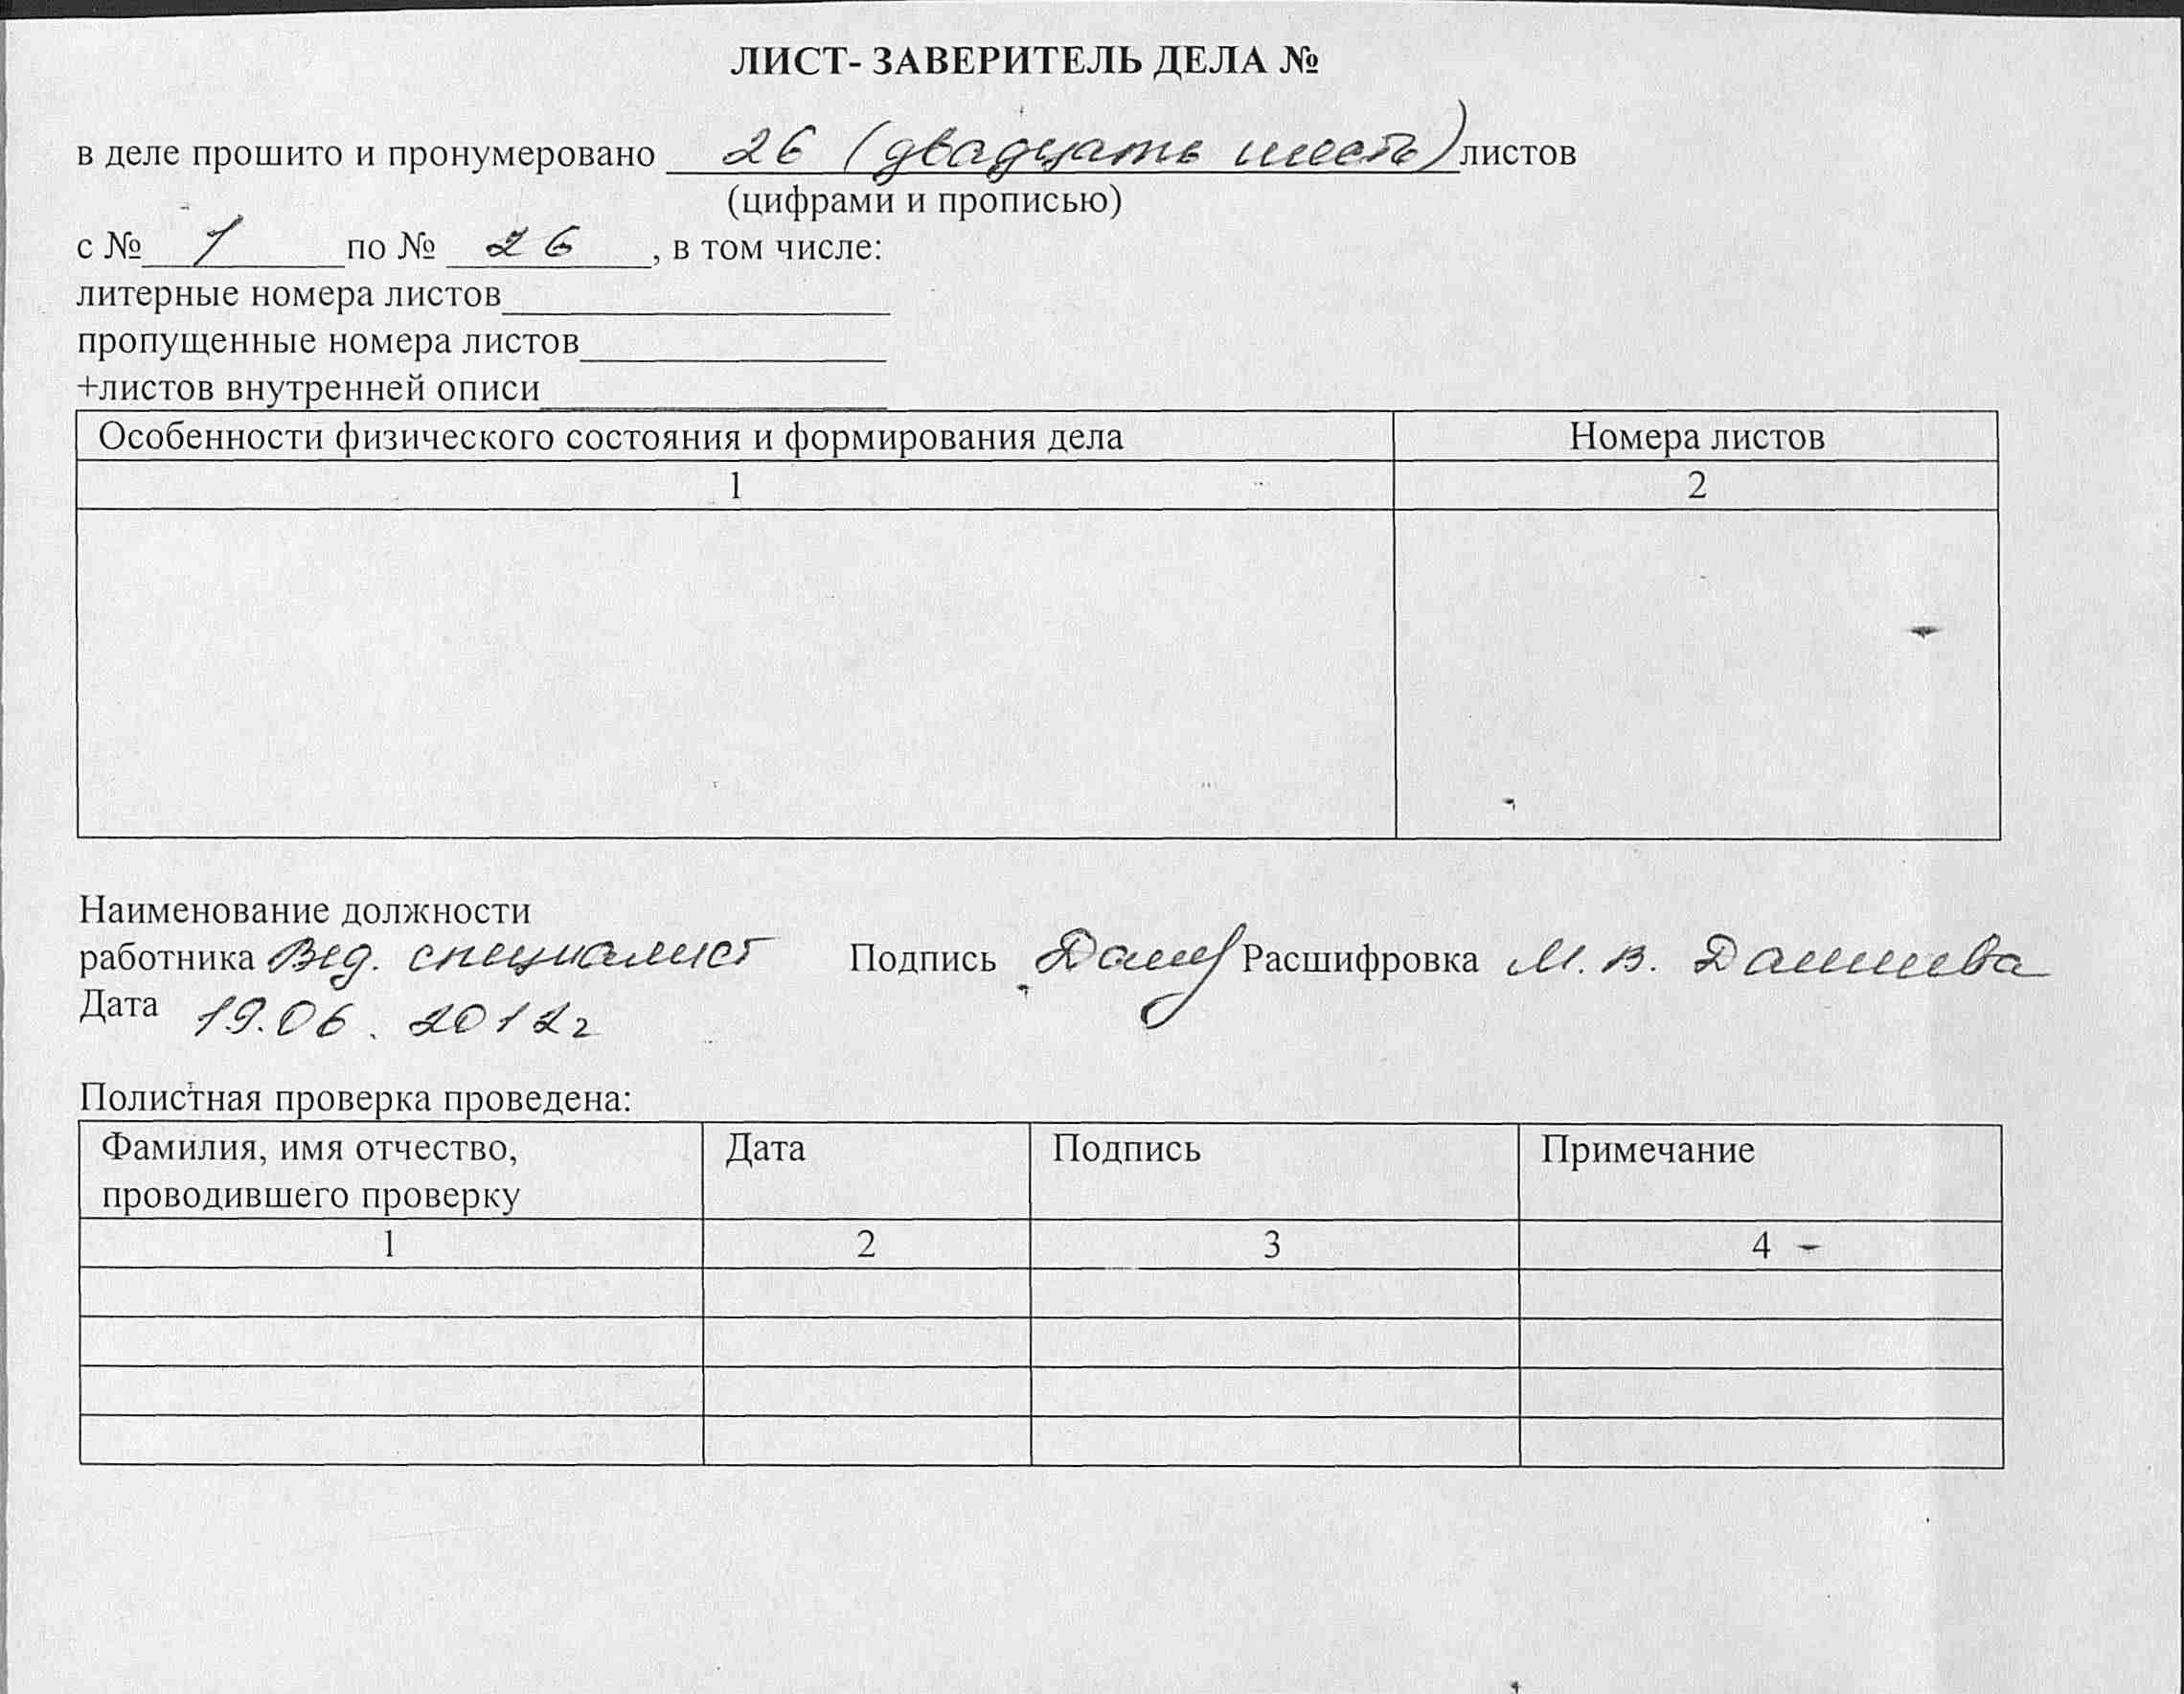 ЛИСТ- ЗАВЕРИТЕЛЬ ДЕЛА №
в деле прошито и пронумеровано 26 (двадцать шесть) листов
(цифрами и прописью)
с № 1 по № 26, в том числе:
литерные номера листов
пропущенные номера листов
+листов внутренней описи
Особенности физического состояния и формирования дела Номера листов
1 2
Наименование должности
работника Вед. специалист Подпись Расшифровка М. В.
Дата 19.06.2012г
Полистная проверка проведена:
Фамилия, имя отчество, Дата Подпись Примечание
проводившего проверку
1 2 3 4